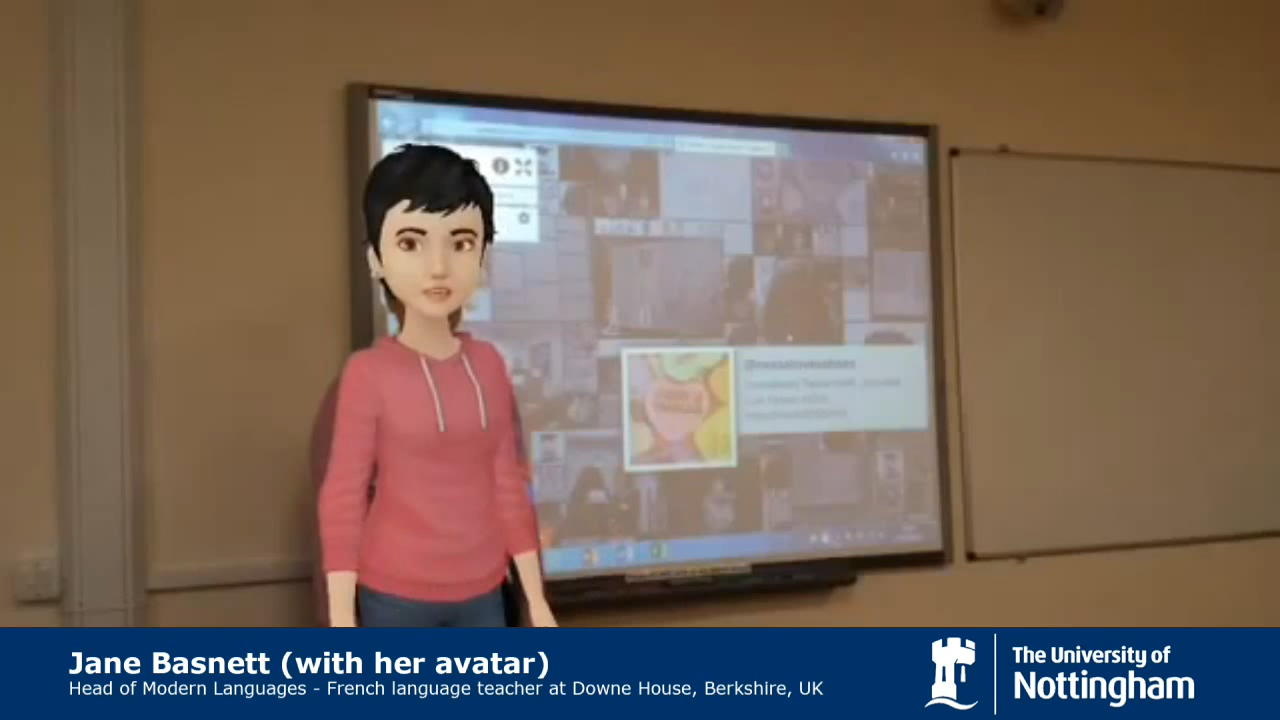 Jane Basnett (with her avatar)
Head of Modern Languages - French language teacher at Downe House, Berkshire, UK
The University of
Nottingham